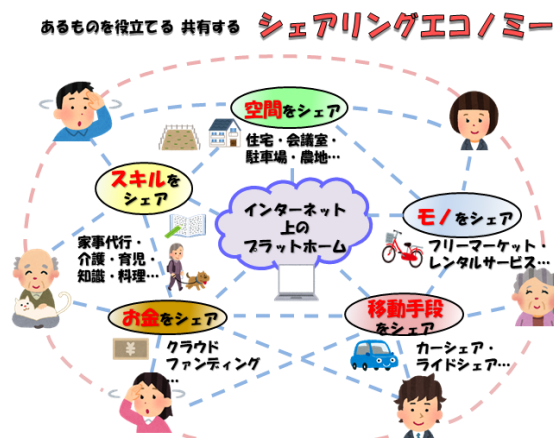 あるものを役立てる 共有する シェアリングエコノミー
空間をシェア
住宅・会議室・
駐車場・農地…
スキルを
シェア
家事代行・
介護・育児・
知識・料理…
インターネット
上の
プラットホーム
モノをシェア
フリーマーケット・
レンタルサービス…
お金をシェア
クラウド
ファンディング
…
移動手段
をシェア
カーシェア・
ライドシェア…